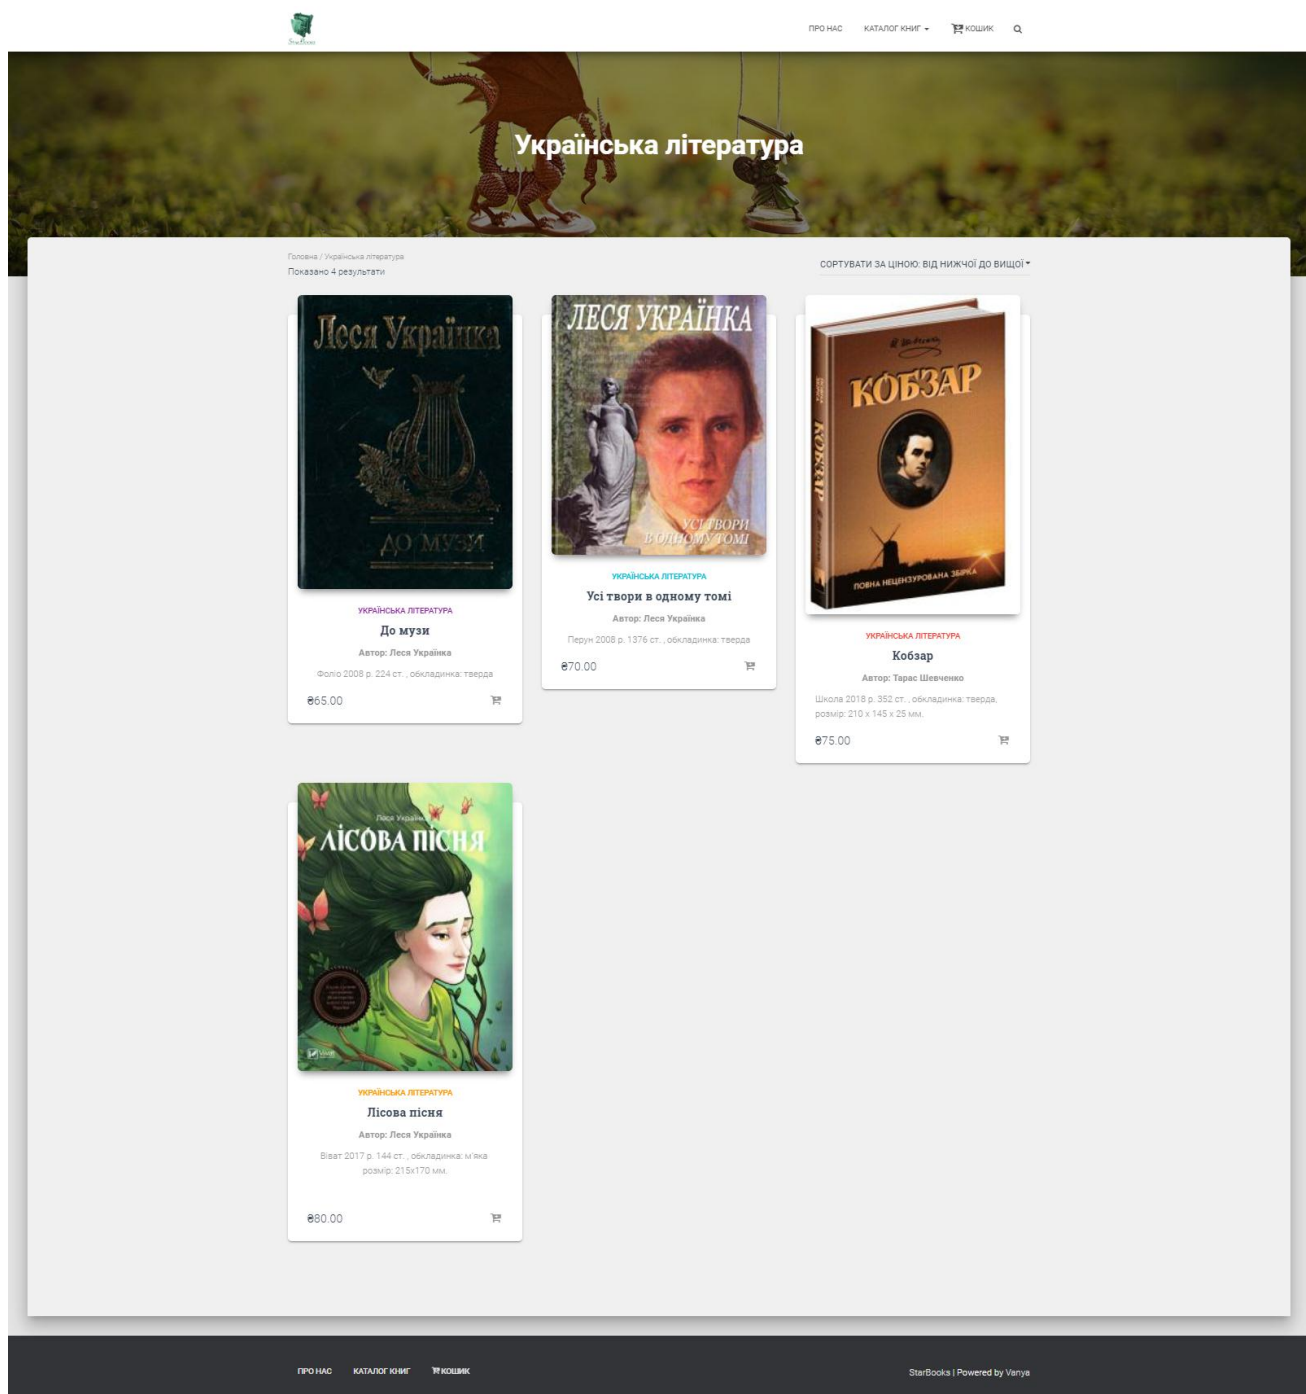 StarBooks
ПРО НАС КАТАЛОГ КНИГ КОШИК
Українська література
Головна / Українська література
Показано 4 результати
СОРТУВАТИ ЗА ЦІНОЮ: ВІД НИЖЧОЇ ДО ВИЩОЇ
Леся Українка
ДО МУЗИ
УКРАЇНСЬКА ЛІТЕРАТУРА
До музи
Автор: Леся Українка
Фоліо 2008 р. 224 ст. , обкладинка: тверда
₴65.00
ЛЕСЯ УКРАЇНКА
УСІ ТВОРИ
В ОДНОМУ ТОМІ
УКРАЇНСЬКА ЛІТЕРАТУРА
Усі твори в одному томі
Автор: Леся Українка
Перун 2008 р. 1376 ст. , обкладинка: тверда
₴70.00
КОБЗАР
КОБЗАР
ПОВНА НЕЦЕНЗУРОВАНА ЗБІРКА
УКРАЇНСЬКА ЛІТЕРАТУРА
Кобзар
Автор: Тарас Шевченко
Школа 2018 р. 352 ст. , обкладинка: тверда,
розмір: 210 х 145 х 25 мм.
₴75.00
Леся Українка
ЛІСОВА ПІСНЯ
УКРАЇНСЬКА ЛІТЕРАТУРА
Лісова пісня
Автор: Леся Українка
Віват 2017 р. 144 ст. , обкладинка: м'яка
розмір: 215х170 мм.
₴80.00
ПРО НАС КАТАЛОГ КНИГ КОШИК
StarBooks | Powered by Vanya